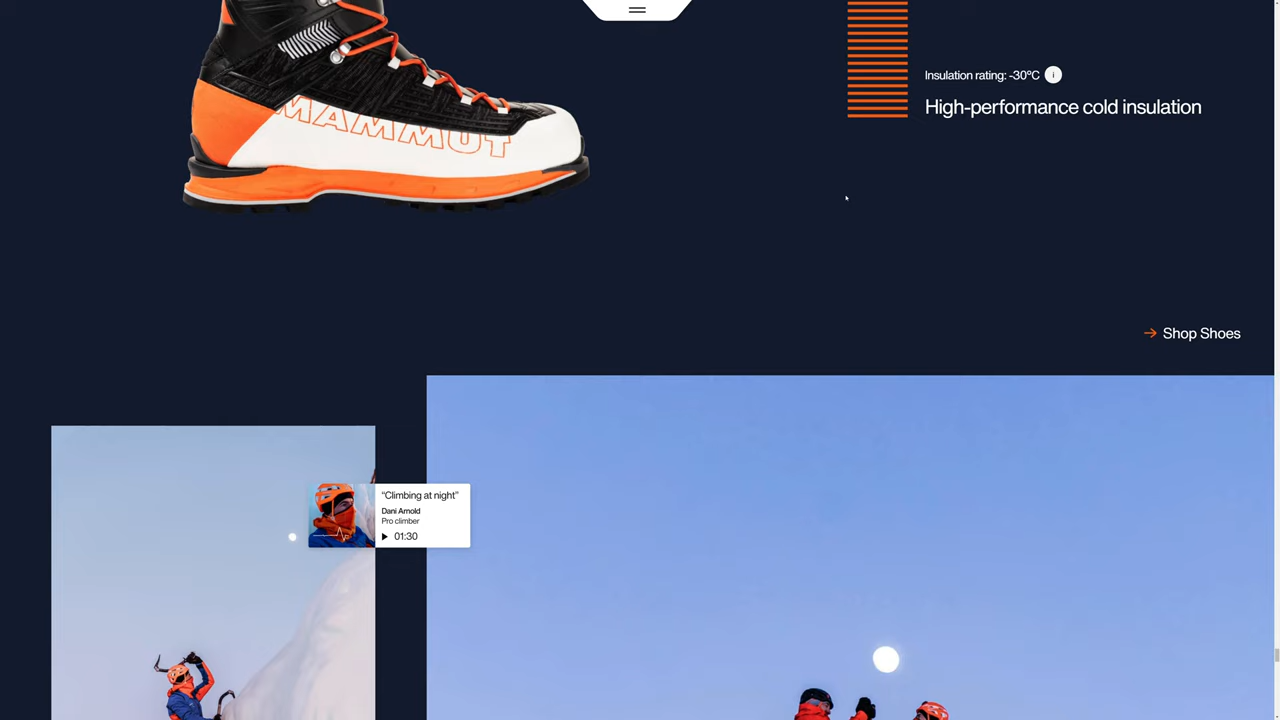 MAMMUT
Insulation rating: -30°C
i
High-performance cold insulation
Shop Shoes
“Climbing at night”
Dani Arnold
Pro climber
01:30